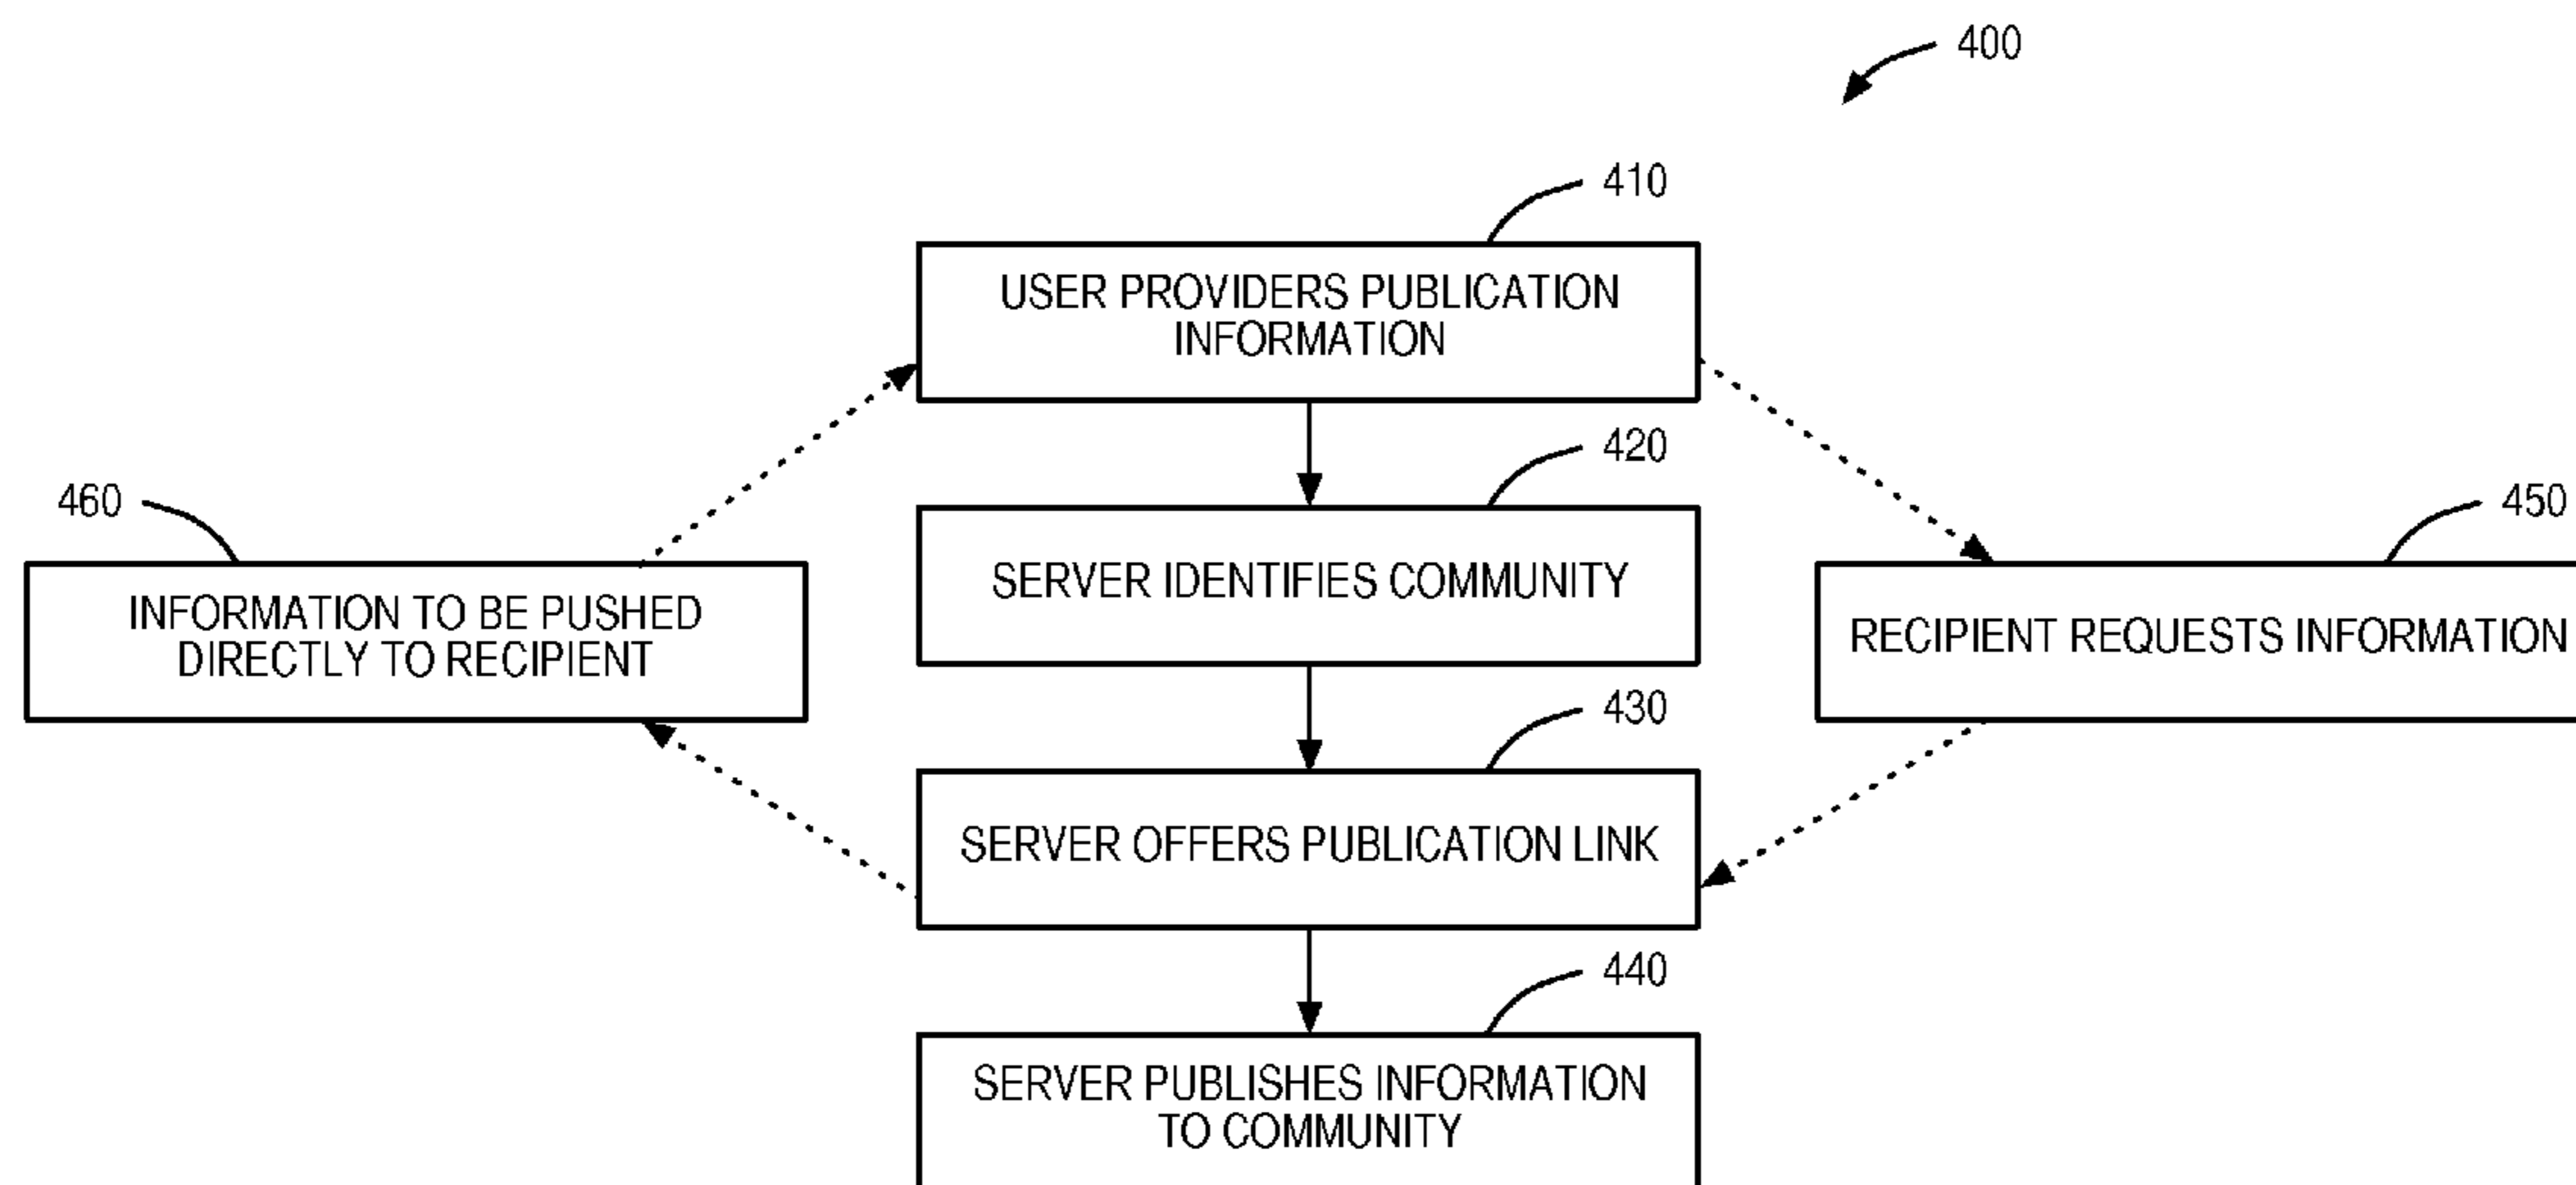 400
410
USER PROVIDERS PUBLICATION
INFORMATION
420
SERVER IDENTIFIES COMMUNITY
460
INFORMATION TO BE PUSHED
DIRECTLY TO RECIPIENT
450
RECIPIENT REQUESTS INFORMATION
430
SERVER OFFERS PUBLICATION LINK
440
SERVER PUBLISHES INFORMATION
TO COMMUNITY